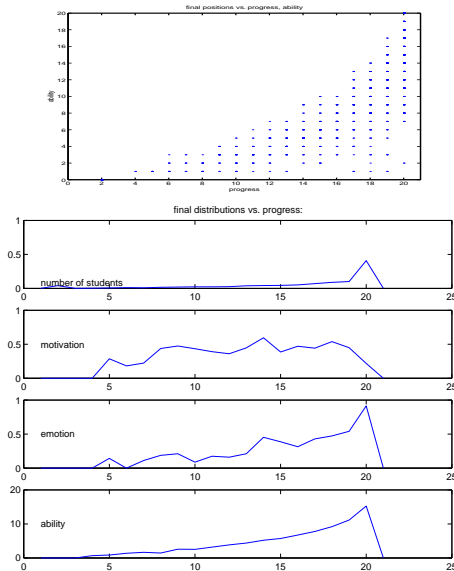 final positions vs. progress, ability
20
18
16
14
12
10
8
6
4
2
0
ability
0 2 4 6 8 10 12 14 16 18 20
progress
final distributions vs. progress:
1
0.5
0
number of students
0 5 10 15 20 25
1
0.5
0
motivation
0 5 10 15 20 25
1
0.5
0
emotion
0 5 10 15 20 25
20
10
0
ability
0 5 10 15 20 25